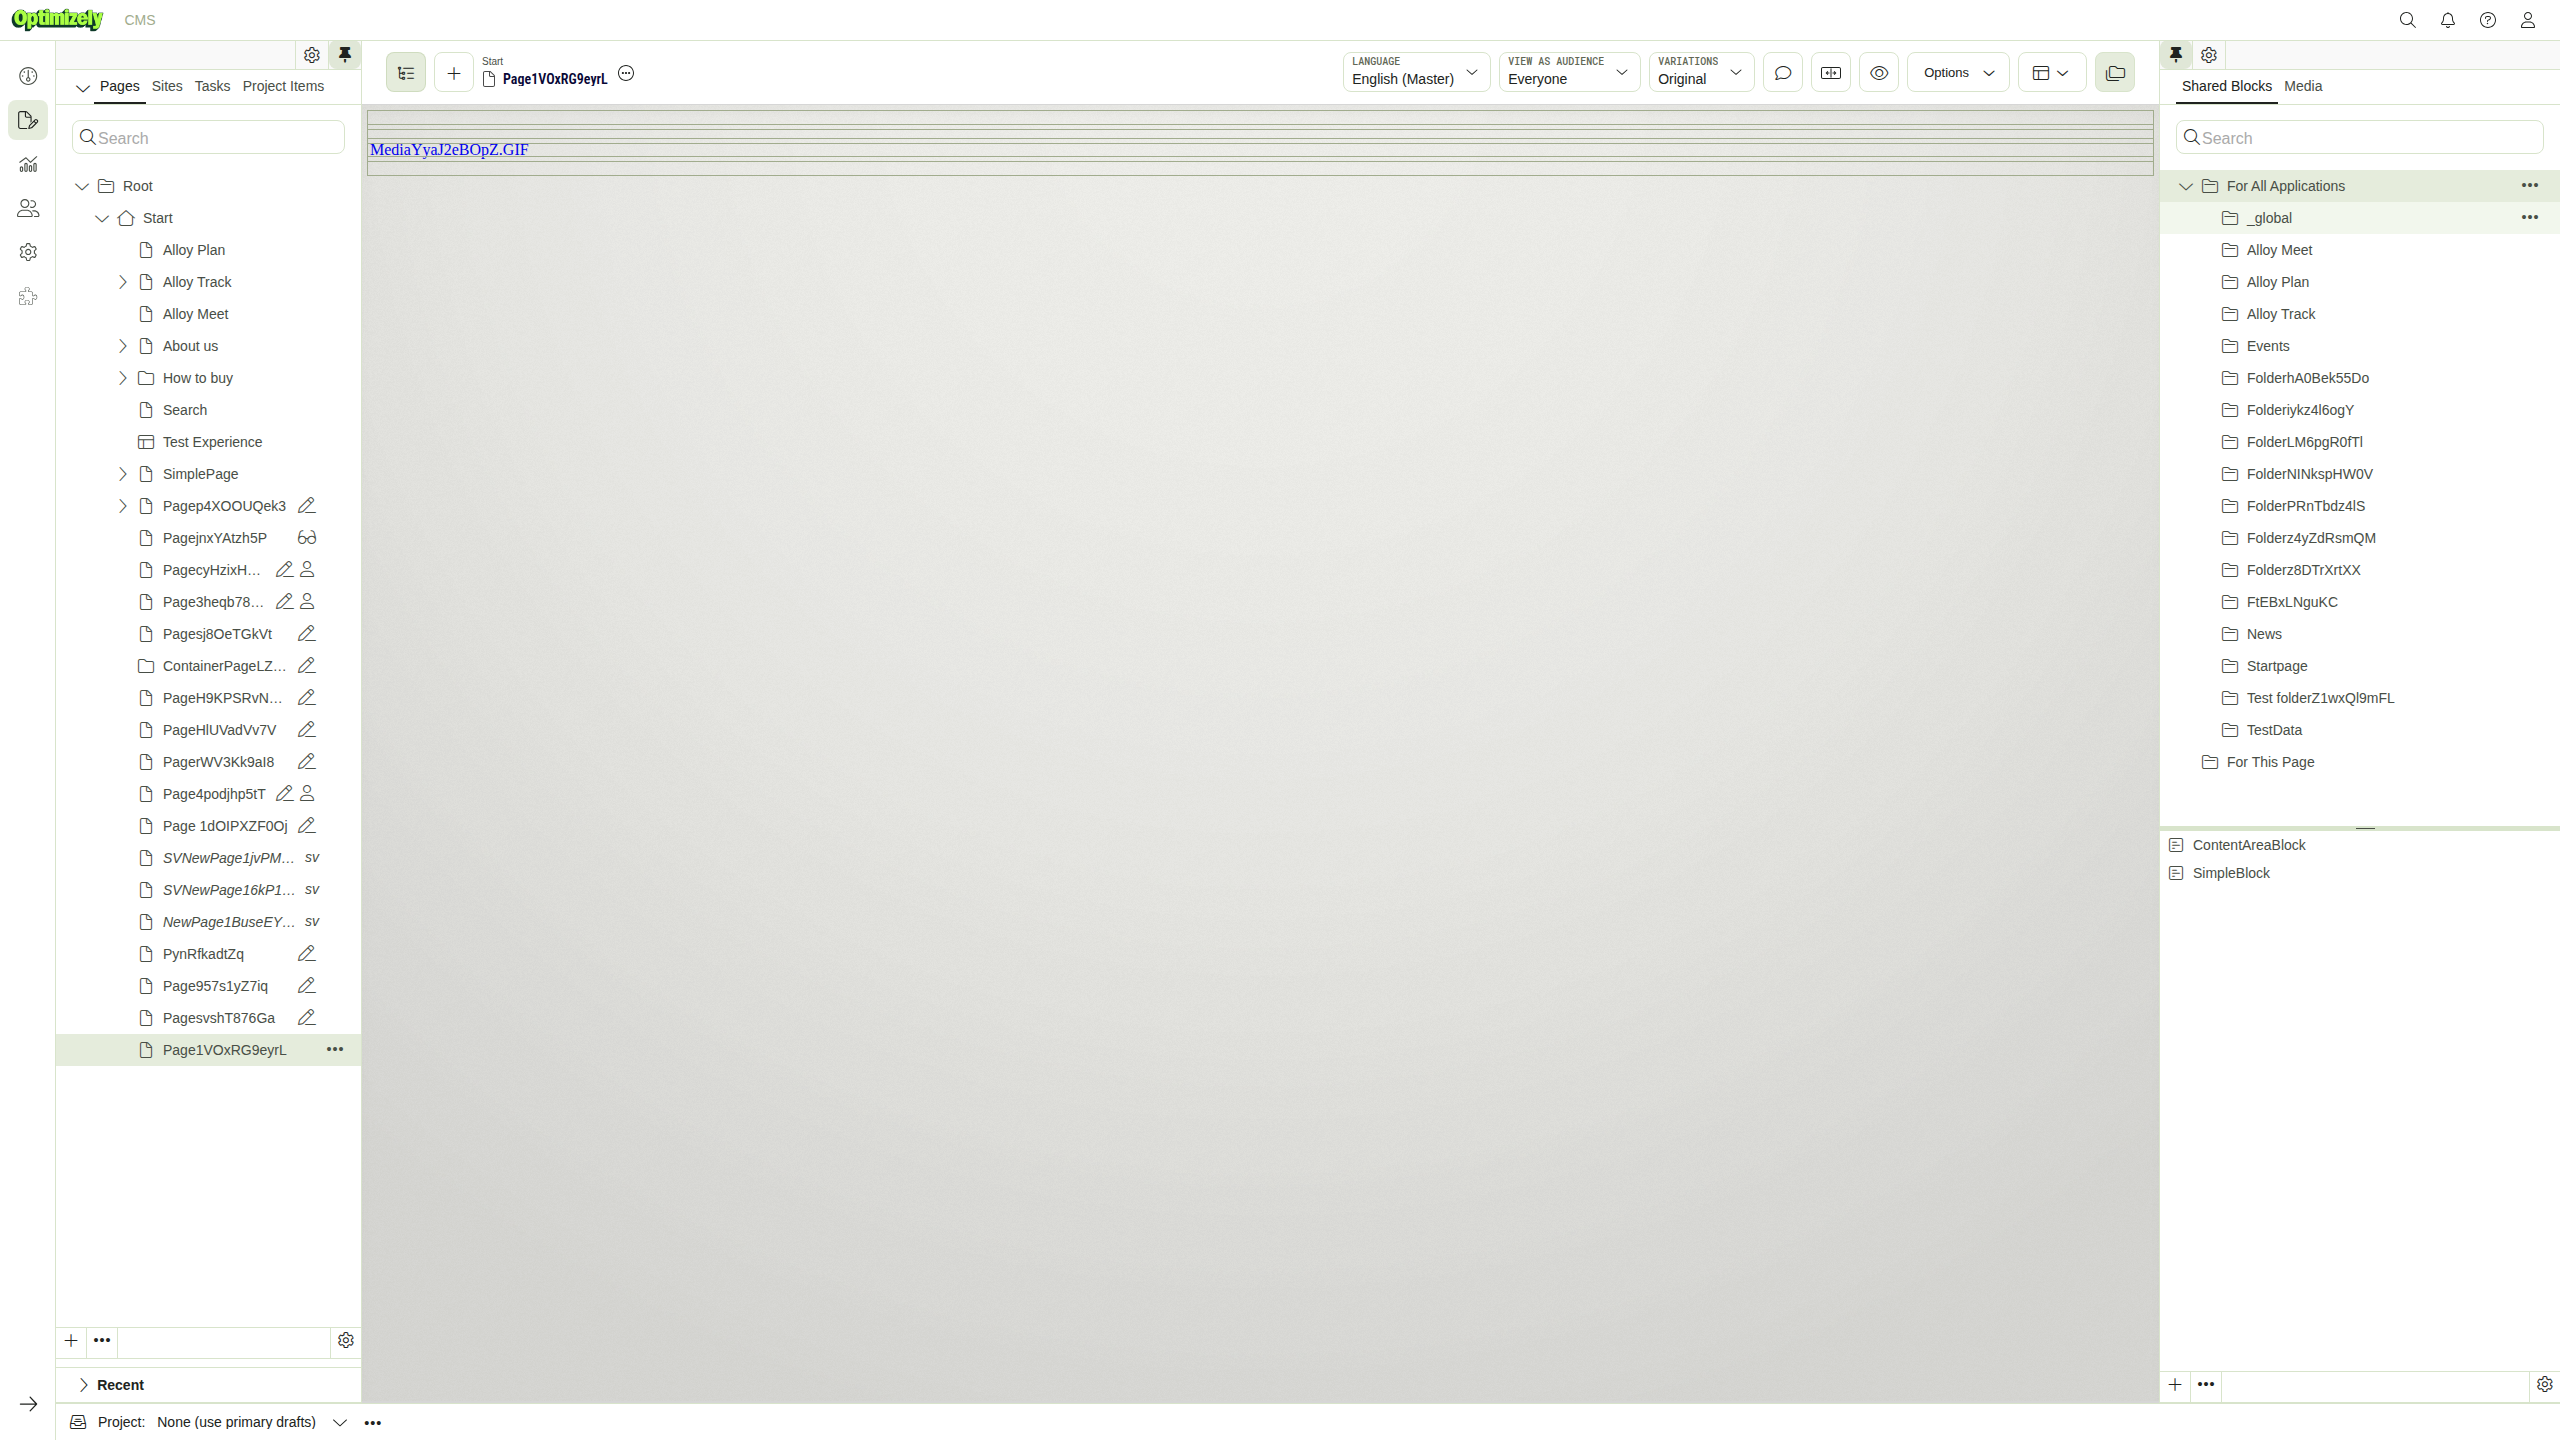 Optimizely CMS
Pages Sites Tasks Project Items
Search
Root
Start
Alloy Plan
Alloy Track
Alloy Meet
About us
How to buy
Search
Test Experience
SimplePage
Pagep4XOOUQek3
PagejnxYAtzh5P
PagecyHzixH...
Page3heqb78...
Pagesj8OeTGkVt
ContainerPageLZ...
PageH9KPSRvN...
PageHlUVadVv7V
PagerWV3Kk9aI8
Page4podjhp5tT
Page 1dOIPXZF0Oj
SVNewPage1jvPM... sv
SVNewPage16kP1... sv
NewPage1BuseEY... sv
PynRfkadtZq
Page957s1yZ7iq
PagesvshT876Ga
Page1VOxRG9eyrL
Recent
Project: None (use primary drafts)
Start
Page1VOxRG9eyrL
LANGUAGE
English (Master)
VIEW AS AUDIENCE
Everyone
VARIATIONS
Original
Options
MediaYyaJ2eBOpZ.GIF
Shared Blocks Media
Search
For All Applications
_global
Alloy Meet
Alloy Plan
Alloy Track
Events
FolderhA0Bek55Do
Folderiykz4l6ogY
FolderLM6pgR0fTl
FolderNINkspHW0V
FolderPRnTbdz4lS
Folderz4yZdRsmQM
Folderz8DTrXrtXX
FtEBxLNguKC
News
Startpage
Test folderZ1wxQl9mFL
TestData
For This Page
ContentAreaBlock
SimpleBlock